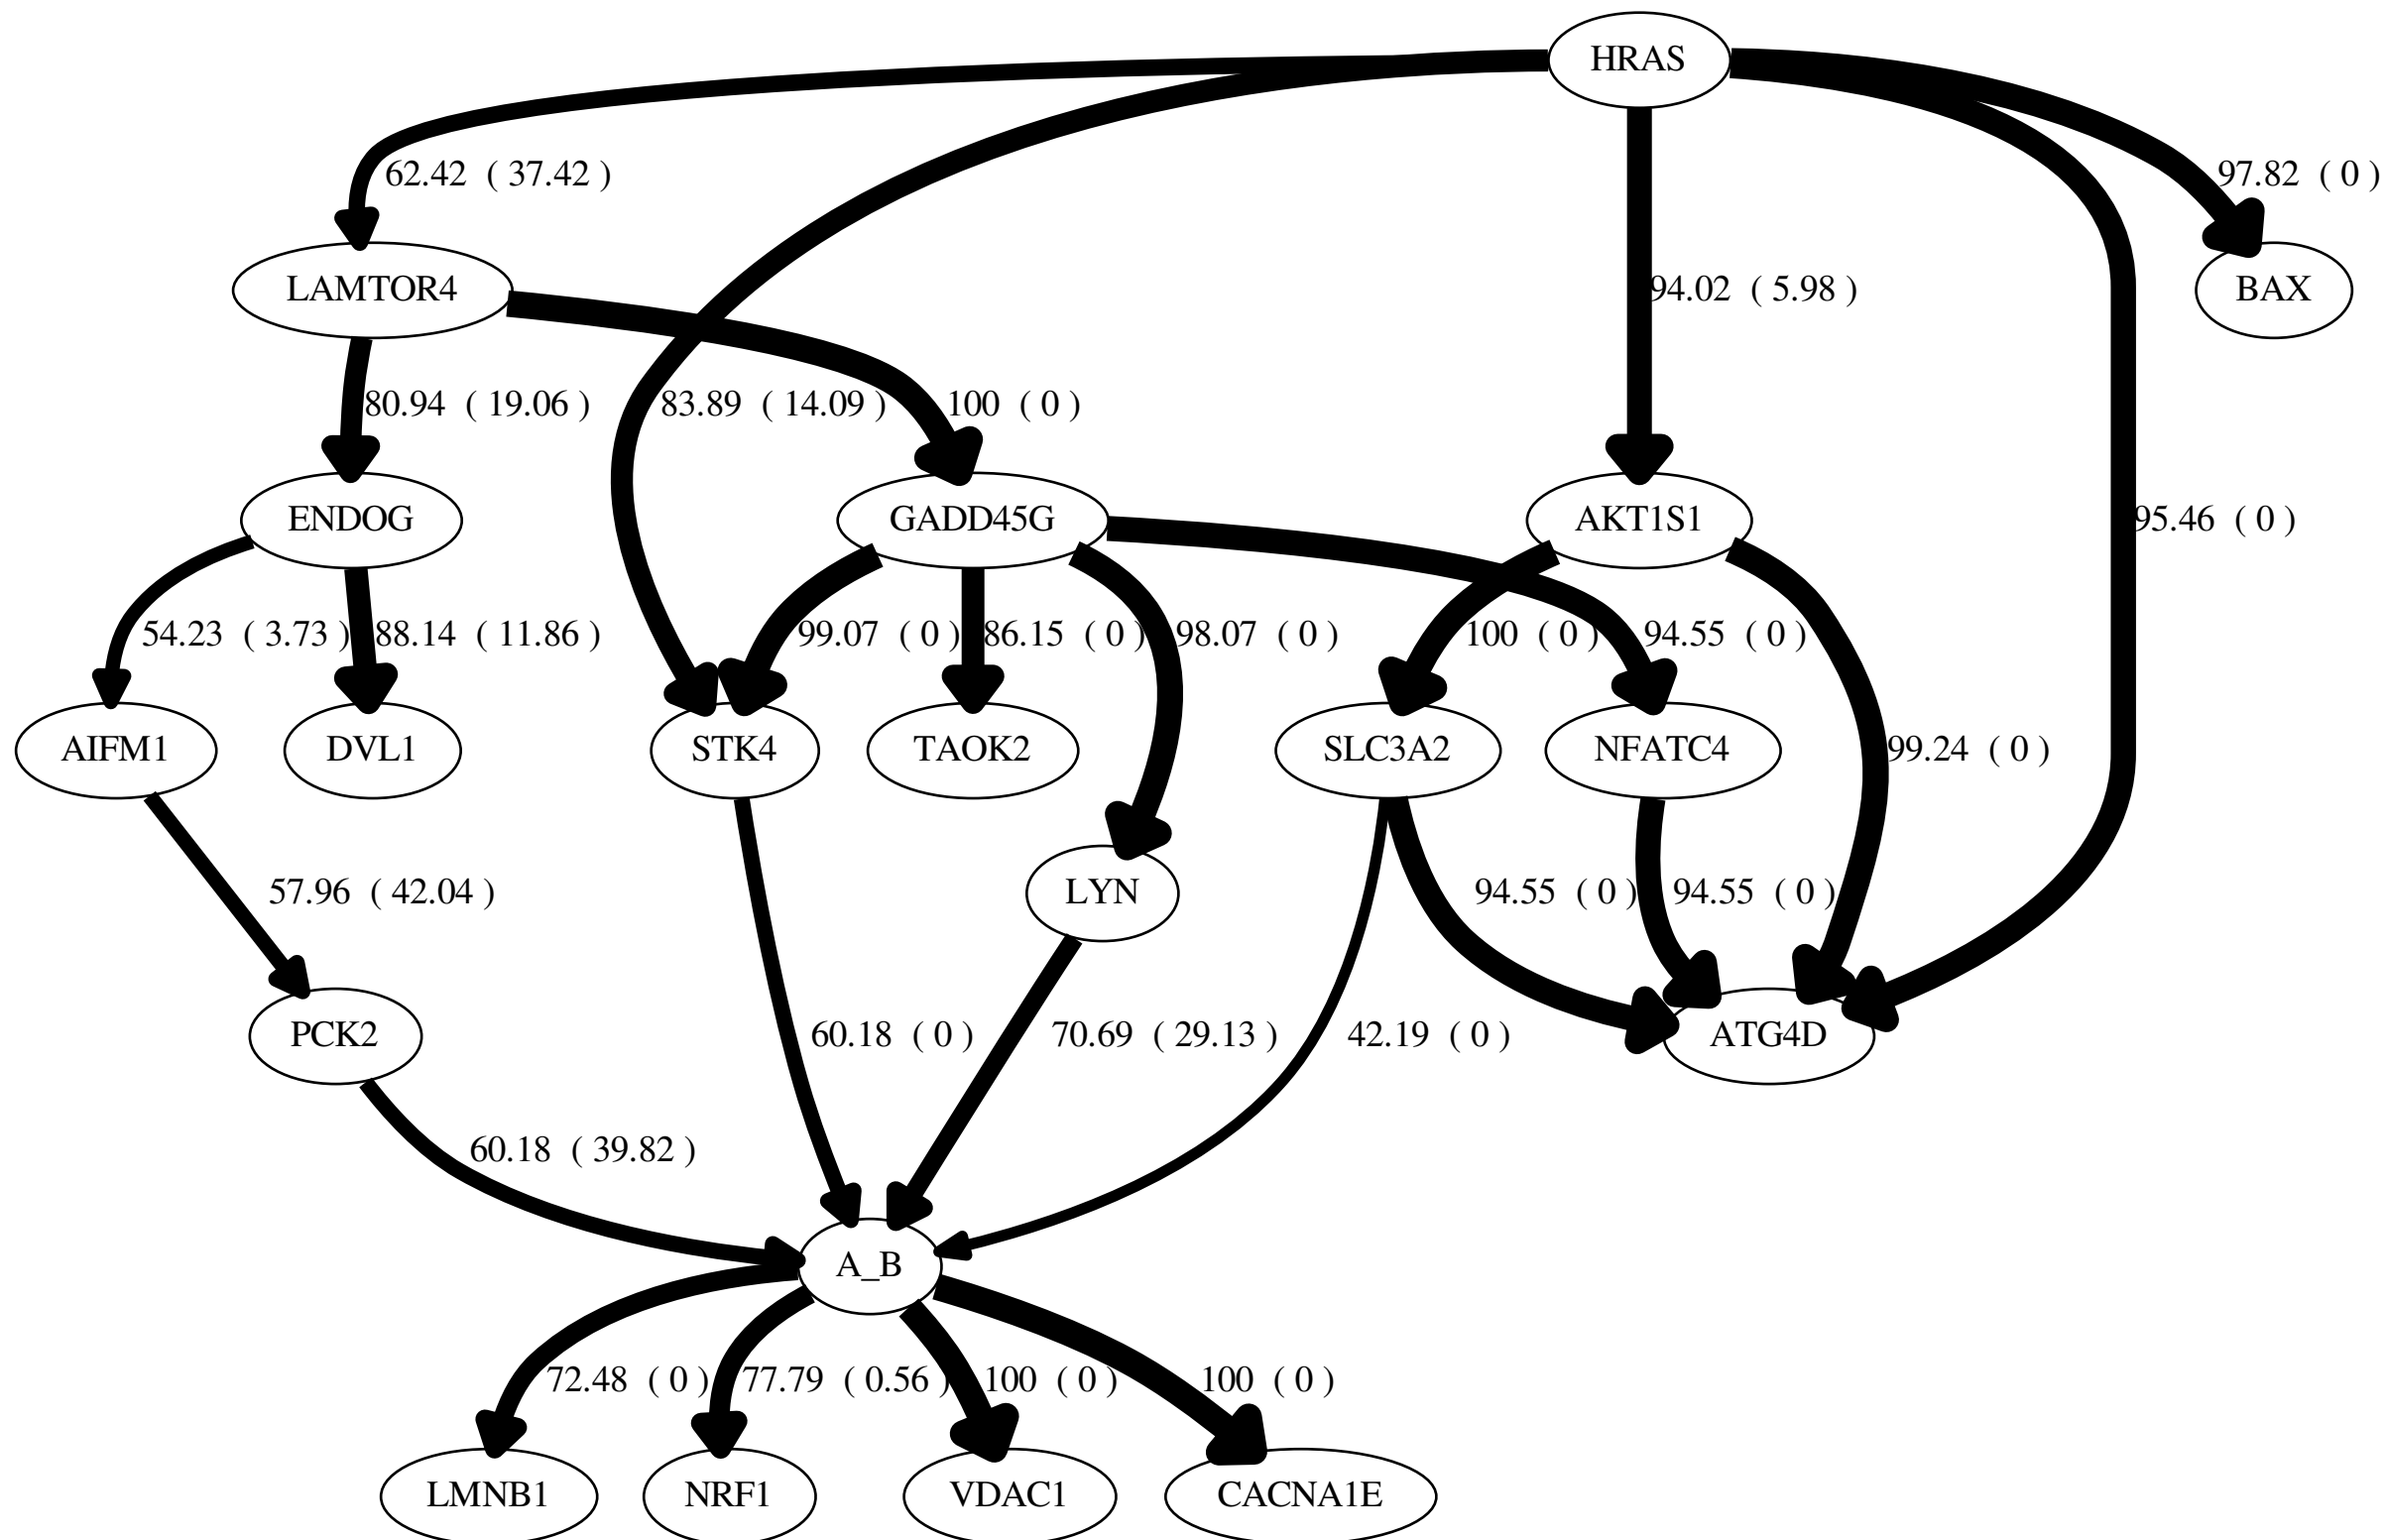 HRAS
62.42 ( 37.42 )
97.82 ( 0 )
LAMTOR4
94.02 ( 5.98 )
BAX
80.94 ( 19.06 )
83.89 ( 14.09 )
100 ( 0 )
ENDOG
GADD45G
AKT1S1
95.46 ( 0 )
54.23 ( 3.73 )
88.14 ( 11.86 )
99.07 ( 0 )
86.15 ( 0 )
98.07 ( 0 )
100 ( 0 )
94.55 ( 0 )
AIFM1
DVL1
STK4
TAOK2
SLC3A2
NFATC4
99.24 ( 0 )
57.96 ( 42.04 )
LYN
94.55 ( 0 )
94.55 ( 0 )
PCK2
60.18 ( 0 )
70.69 ( 29.13 )
42.19 ( 0 )
ATG4D
60.18 ( 39.82 )
A_B
72.48 ( 0 )
77.79 ( 0.56 )
100 ( 0 )
100 ( 0 )
LMNB1
NRF1
VDAC1
CACNA1E